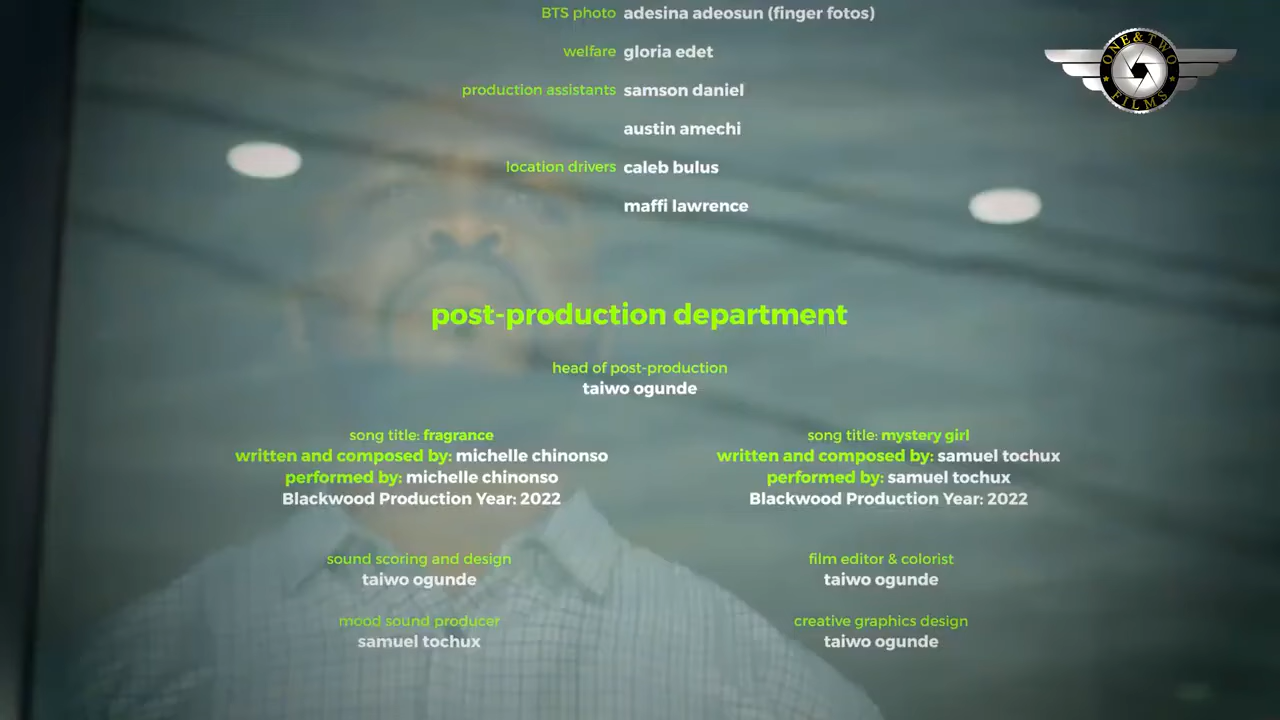 BTS photo adesina adeosun (finger fotos)
welfare gloria edet
production assistants samson daniel
austin amechi
location drivers caleb bulus
maffi lawrence
ONE & TWO
FILMS
post-production department
head of post-production
taiwo ogunde
song title: fragrance
written and composed by: michelle chinonso
performed by: michelle chinonso
Blackwood Production Year: 2022
song title: mystery girl
written and composed by: samuel tochux
performed by: samuel tochux
Blackwood Production Year: 2022
sound scoring and design
taiwo ogunde
film editor & colorist
taiwo ogunde
mood sound producer
samuel tochux
creative graphics design
taiwo ogunde